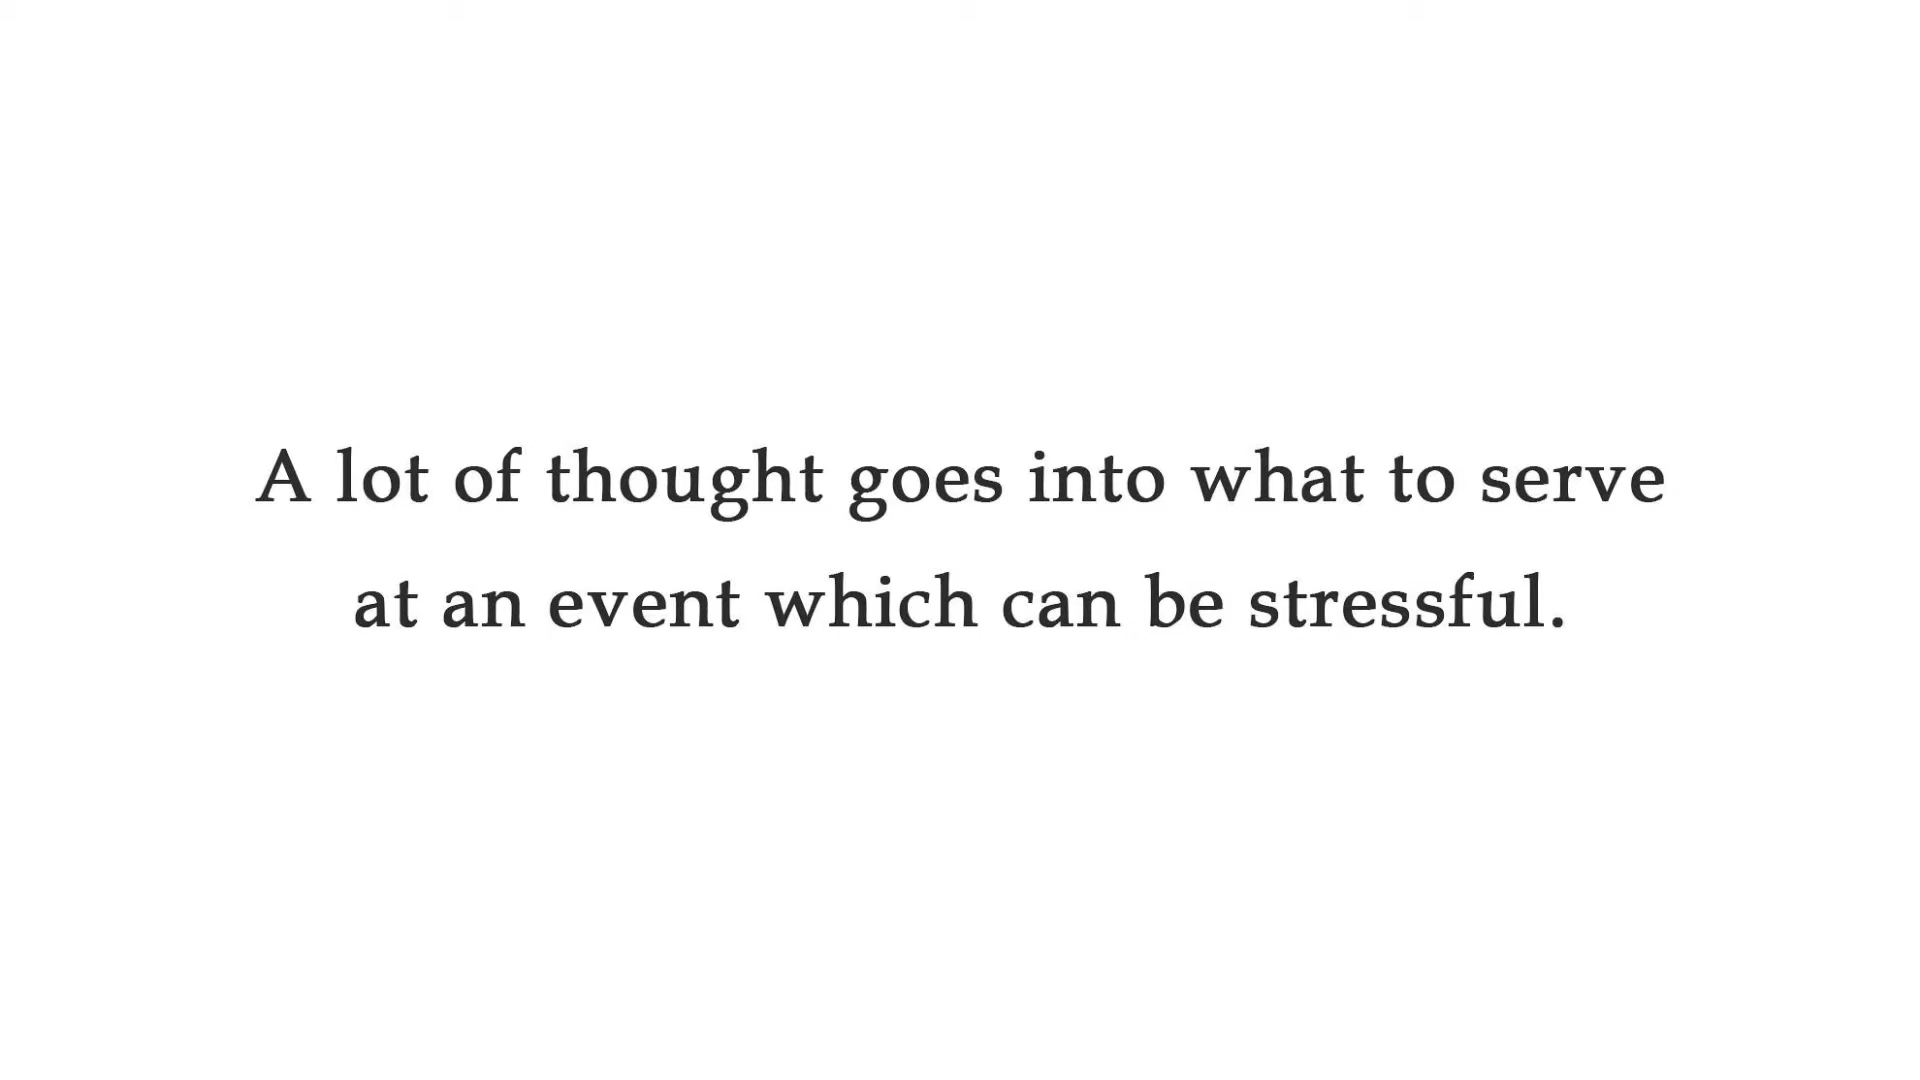 A lot of thought goes into what to serve
at an event which can be stressful.